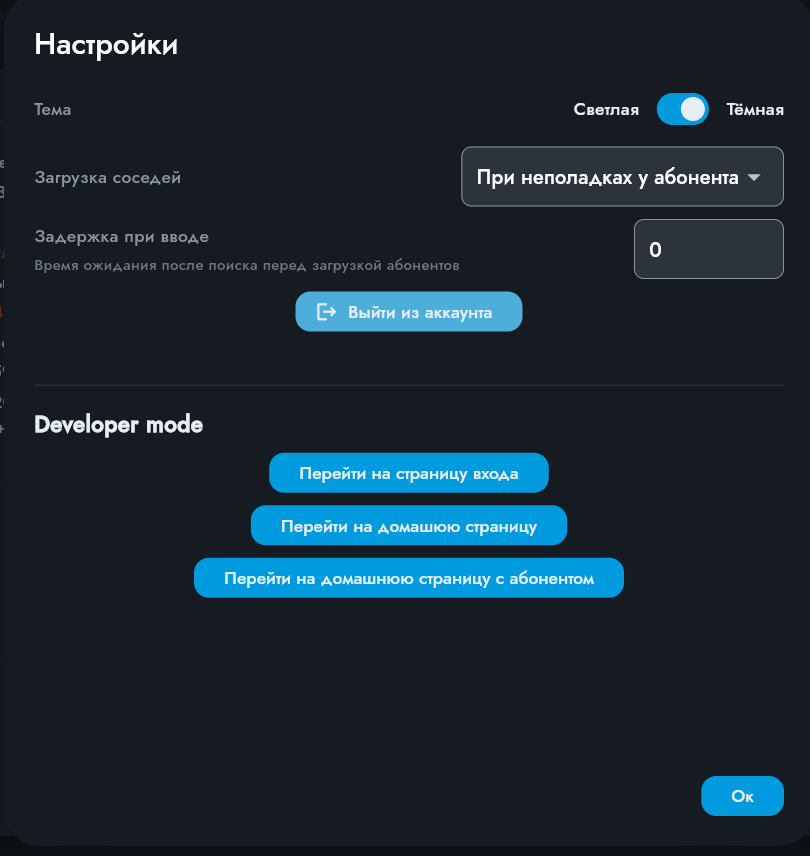 Настройки
Тема
Светлая
Тёмная
Загрузка соседей
При неполадках у абонента
Задержка при вводе
Время ожидания после поиска перед загрузкой абонентов
0
Выйти из аккаунта
Developer mode
Перейти на страницу входа
Перейти на домашюю страницу
Перейти на домашнюю страницу с абонентом
Ок